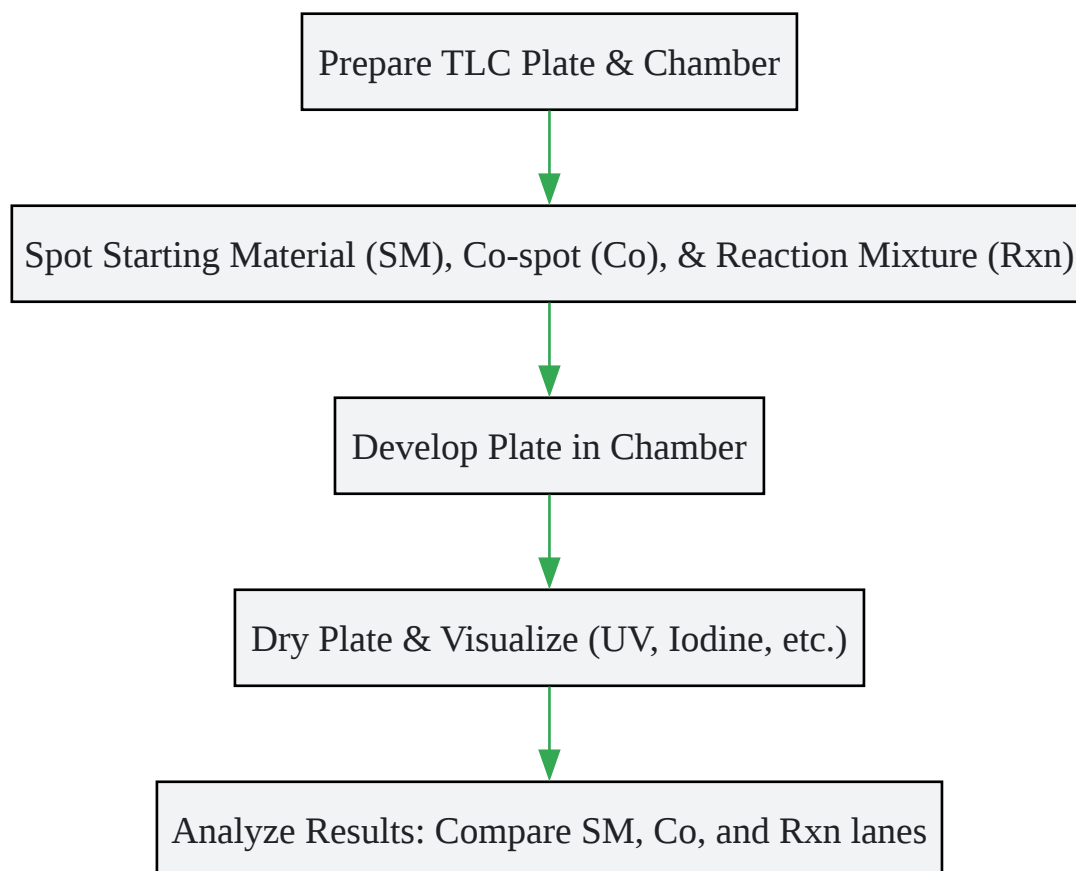 Prepare TLC Plate & Chamber
Spot Starting Material (SM), Co-spot (Co), & Reaction Mixture (Rxn)
Develop Plate in Chamber
Dry Plate & Visualize (UV, Iodine, etc.)
Analyze Results: Compare SM, Co, and Rxn lanes